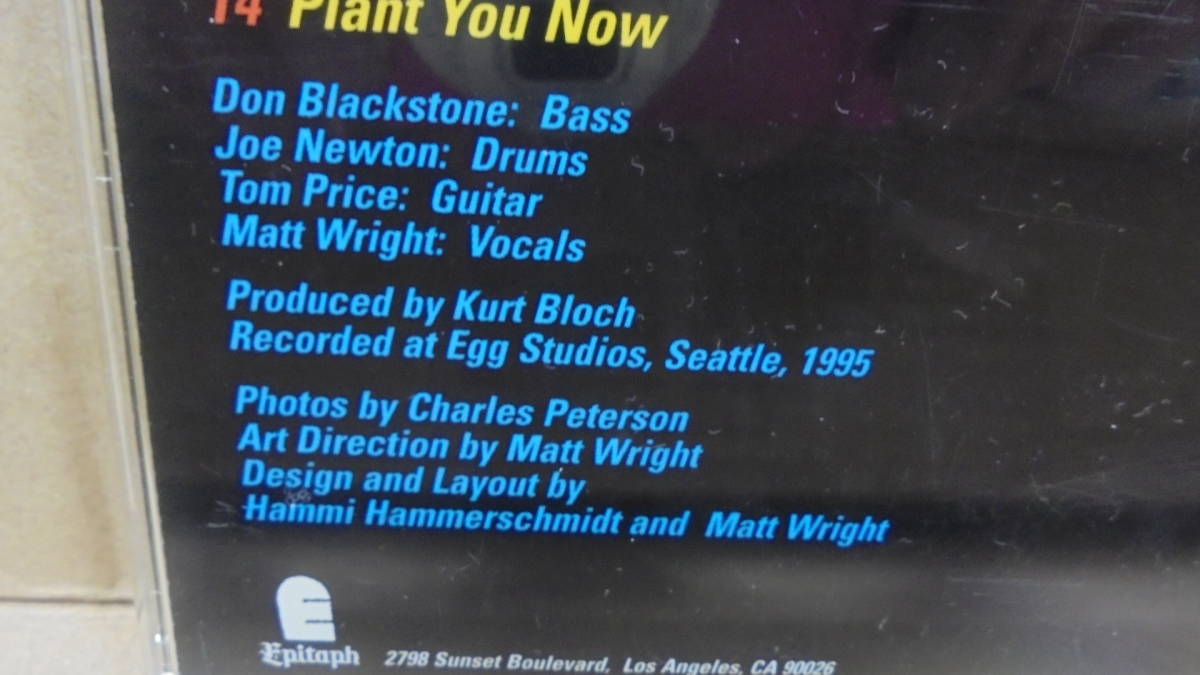 14 Plant You Now
Don Blackstone: Bass
Joe Newton: Drums
Tom Price: Guitar
Matt Wright: Vocals
Produced by Kurt Bloch
Recorded at Egg Studios, Seattle, 1995
Photos by Charles Peterson
Art Direction by Matt Wright
Design and Layout by
Hammi Hammerschmidt and Matt Wright
E
Epitaph
2798 Sunset Boulevard, Los Angeles, CA 90026